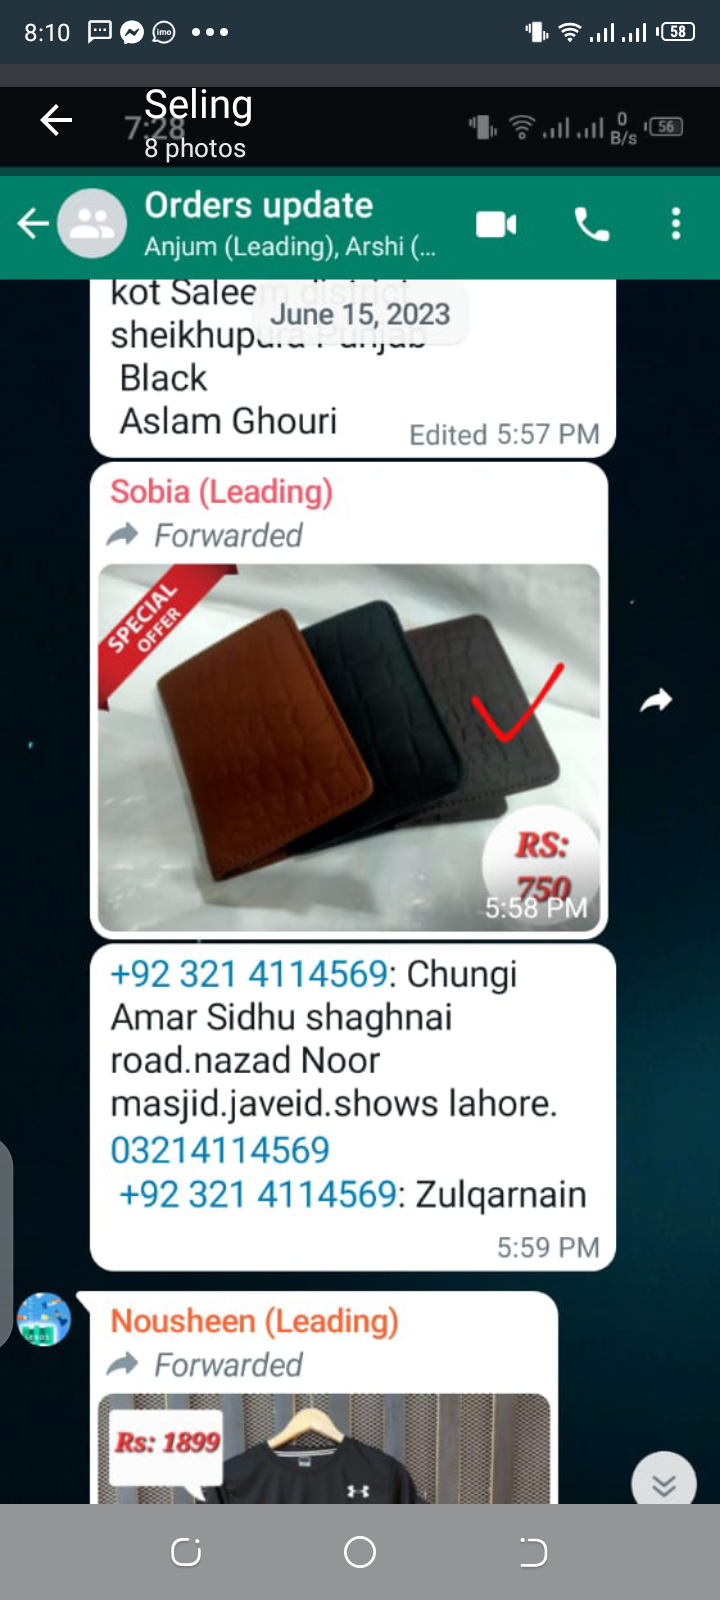 8:10
imo
58
Seling
7:28
0
B/s
56
8 photos
Orders update
Anjum (Leading), Arshi (...
kot Saleem district
June 15, 2023
sheikhupura Punjab
Black
Aslam Ghouri
Edited 5:57 PM
Sobia (Leading)
Forwarded
SPECIAL
OFFER
RS:
750
5:58 PM
+92 321 4114569: Chungi
Amar Sidhu shaghnai
road.nazad Noor
masjid.javeid.shows lahore.
03214114569
+92 321 4114569: Zulqarnain
5:59 PM
Nousheen (Leading)
Forwarded
Rs: 1899